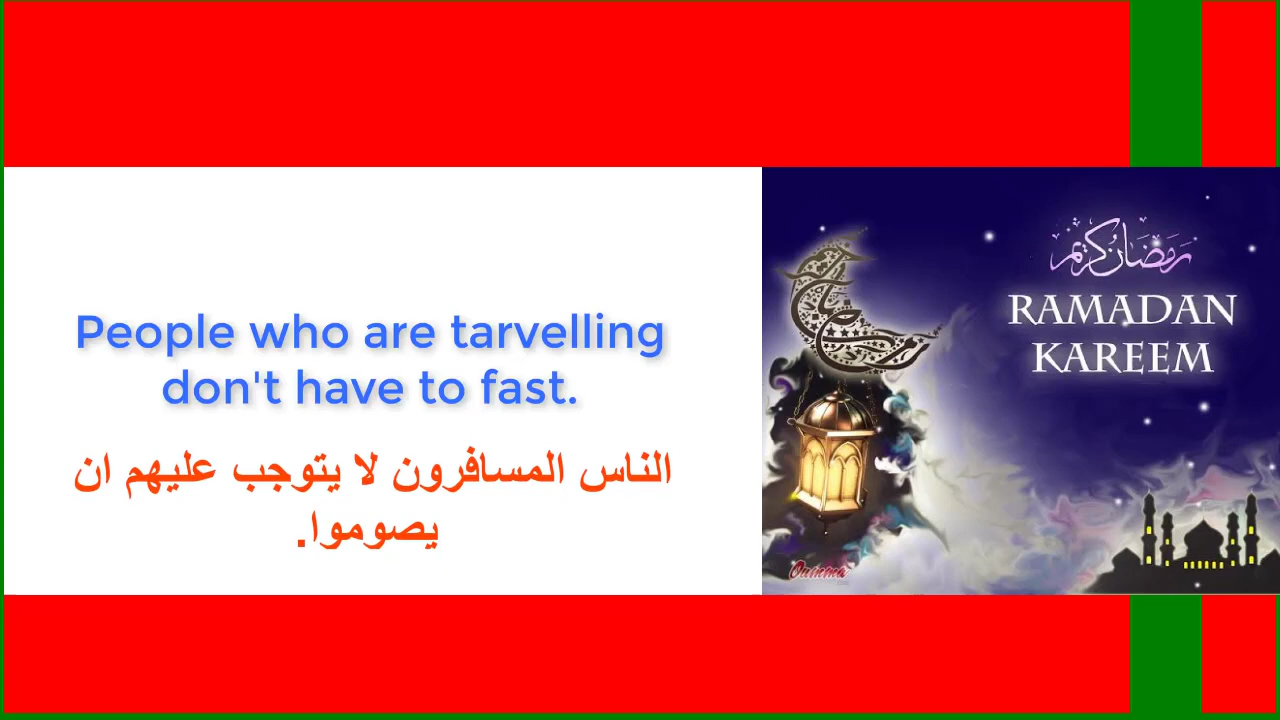 People who are tarvelling
don't have to fast.
الناس المسافرون لا يتوجب عليهم ان
يصوموا.
رمضان كريم
RAMADAN
KAREEM
Oumma